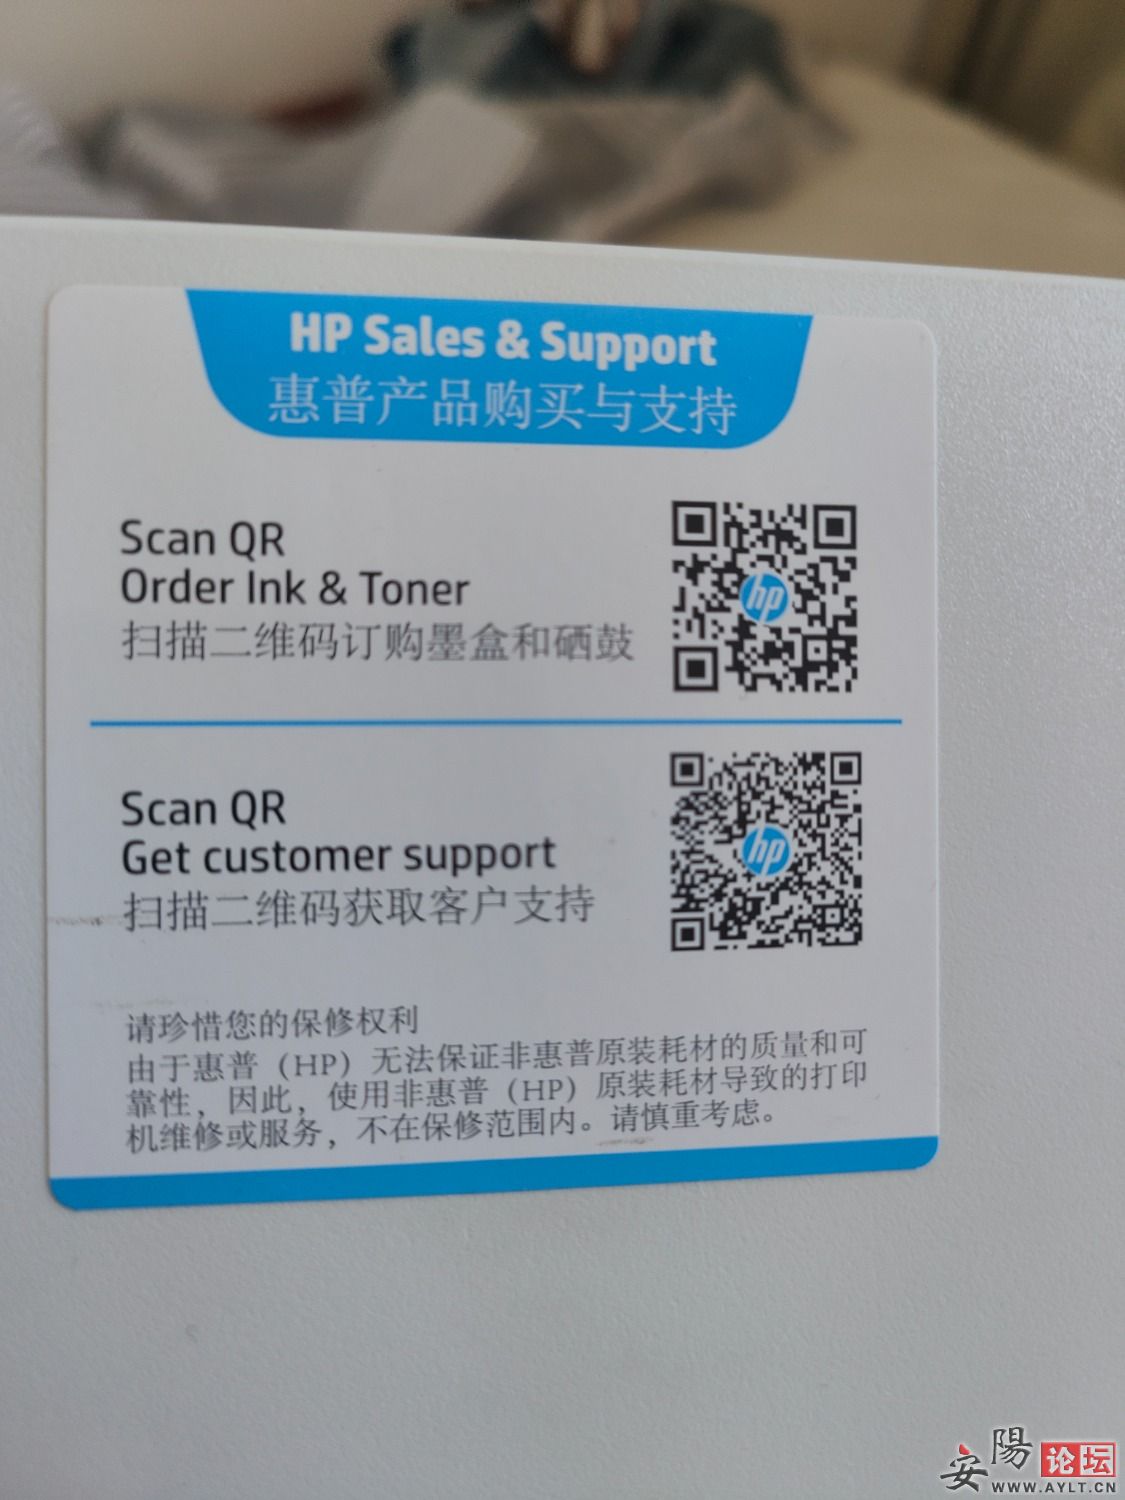 HP Sales & Support
惠普产品购买与支持
Scan QR
Order Ink & Toner
扫描二维码订购墨盒和硒鼓
hp
Scan QR
Get customer support
扫描二维码获取客户支持
hp
请珍惜您的保修权利
由于惠普（HP）无法保证非惠普原装耗材的质量和可
靠性，因此，使用非惠普（HP）原装耗材导致的打印
机维修或服务，不在保修范围内。请慎重考虑。
安陽论坛
WWW.AYLT.CN